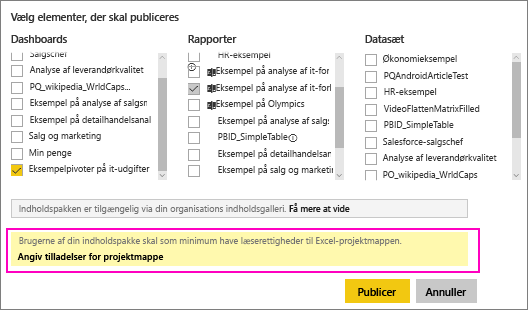 Vælg elementer, der skal publiceres
Dashboards
Salgschef
Analyse af leverandørkvalitet
PQ_wikipedia_WrldCaps...
Eksempel på analyse af salgsn
Eksempel på detailhandelsanal
Salg og marketing
Min penge
Eksempelpivoter på it-udgifter
Rapporter
HR-eksempel
Eksempel på analyse af it-for
Eksempel på analyse af it-forl
Eksempel på Olympics
Eksempel på analyse af salgs
PBID_SimpleTable
Eksempel på detailhandelsan
Eksempel på salg og marketin
Datasæt
Økonomieksempel
PQAndroidArticleTest
HR-eksempel
VideoFlattenMatrixFilled
PBID_SimpleTable
Salesforce-salgschef
Analyse af leverandørkvalitet
PO_wikipedia_WrldCaps
Indholdspakken er tilgængelig via din organisations indholdsgalleri. Få mere at vide
Brugerne af din indholdspakke skal som minimum have læserettigheder til Excel-projektmappen.
Angiv tilladelser for projektmappe
Publicer
Annuller